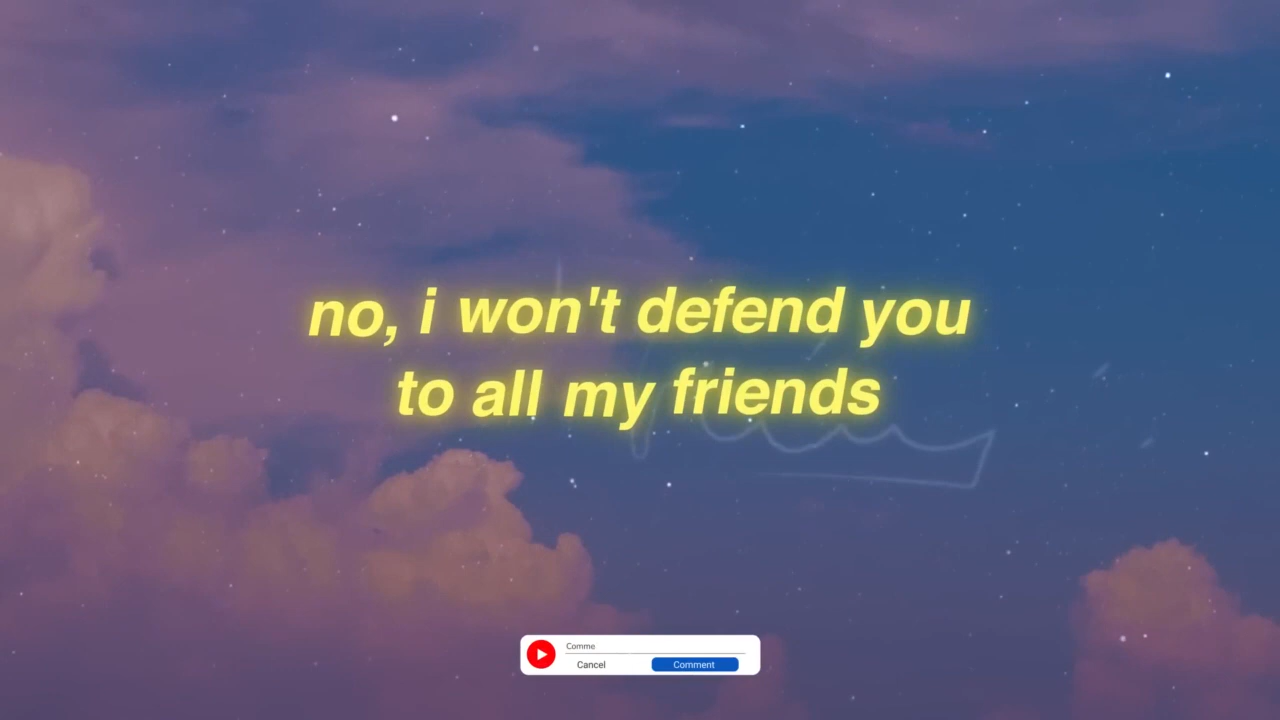 no, i won't defend you
to all my friends
Comme
Cancel
Comment